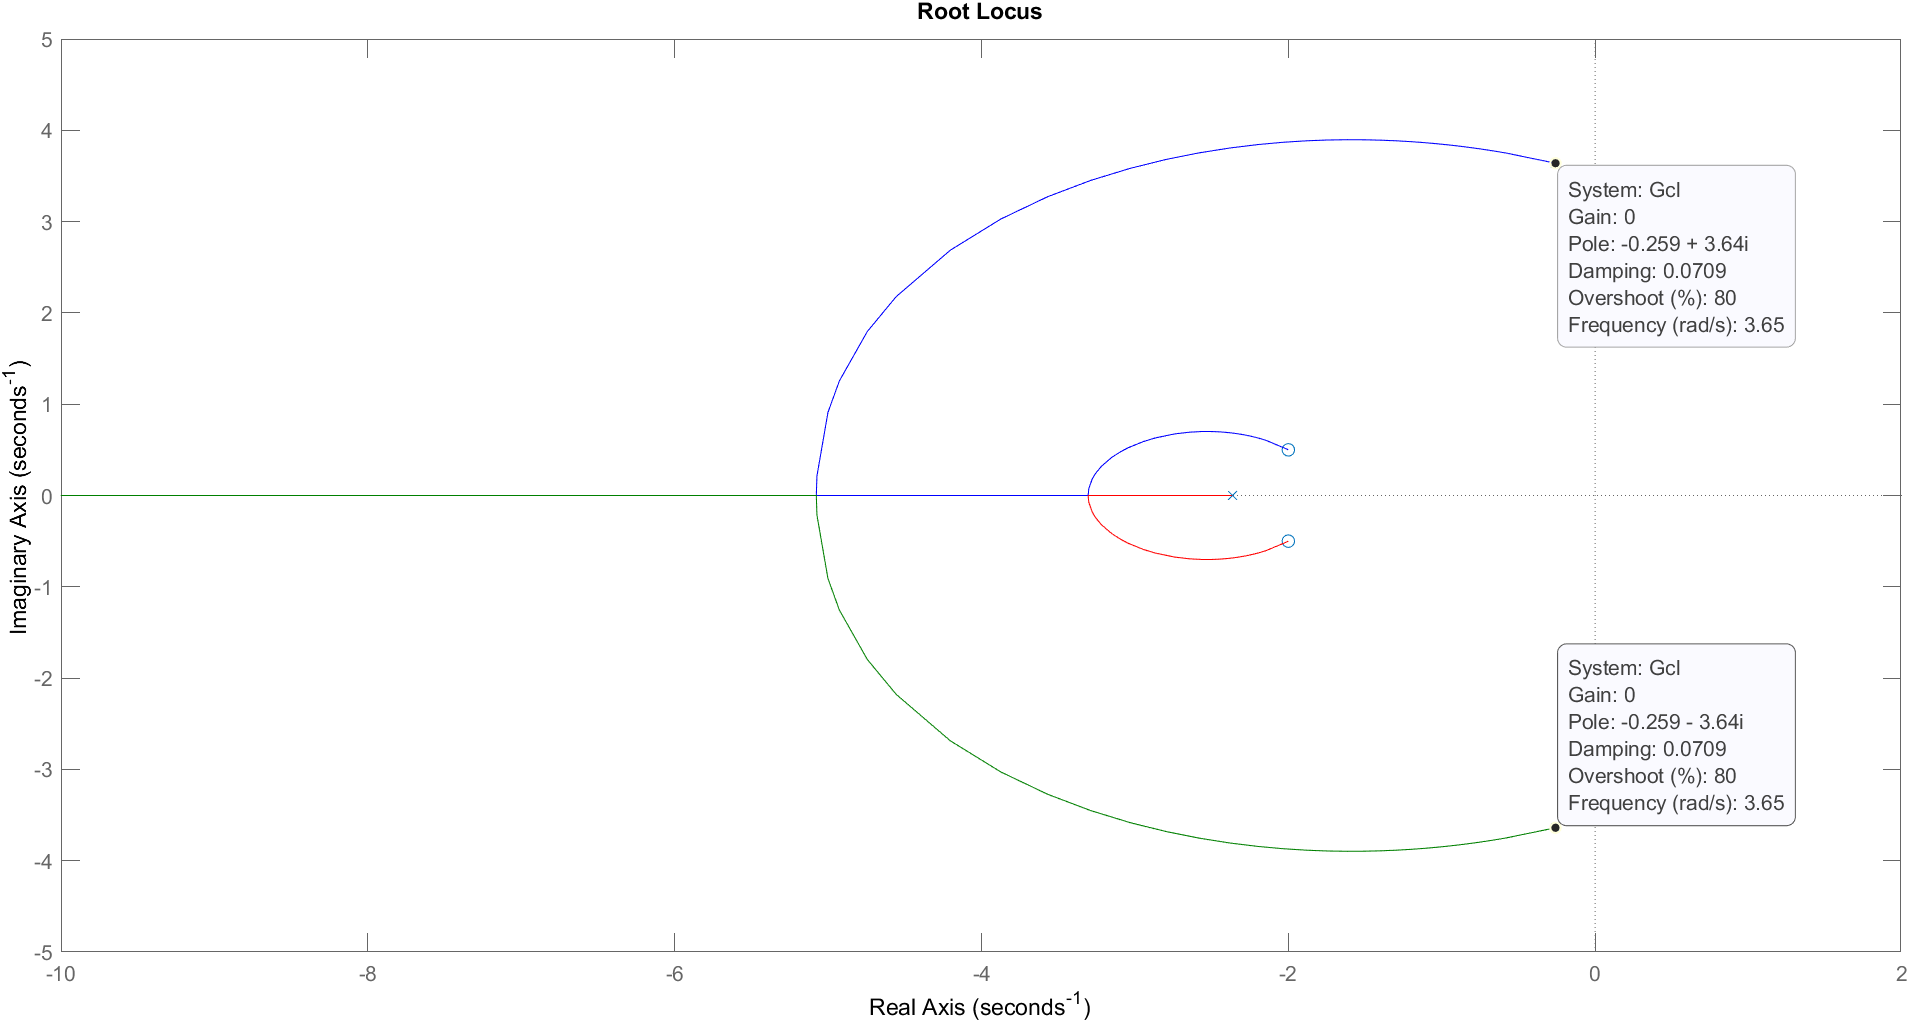 Root Locus
5
4
3
2
1
0
-1
-2
-3
-4
-5
-10
-8
-6
-4
-2
0
2
Imaginary Axis (seconds⁻¹)
Real Axis (seconds⁻¹)
System: Gcl
Gain: 0
Pole: -0.259 + 3.64i
Damping: 0.0709
Overshoot (%): 80
Frequency (rad/s): 3.65
System: Gcl
Gain: 0
Pole: -0.259 - 3.64i
Damping: 0.0709
Overshoot (%): 80
Frequency (rad/s): 3.65